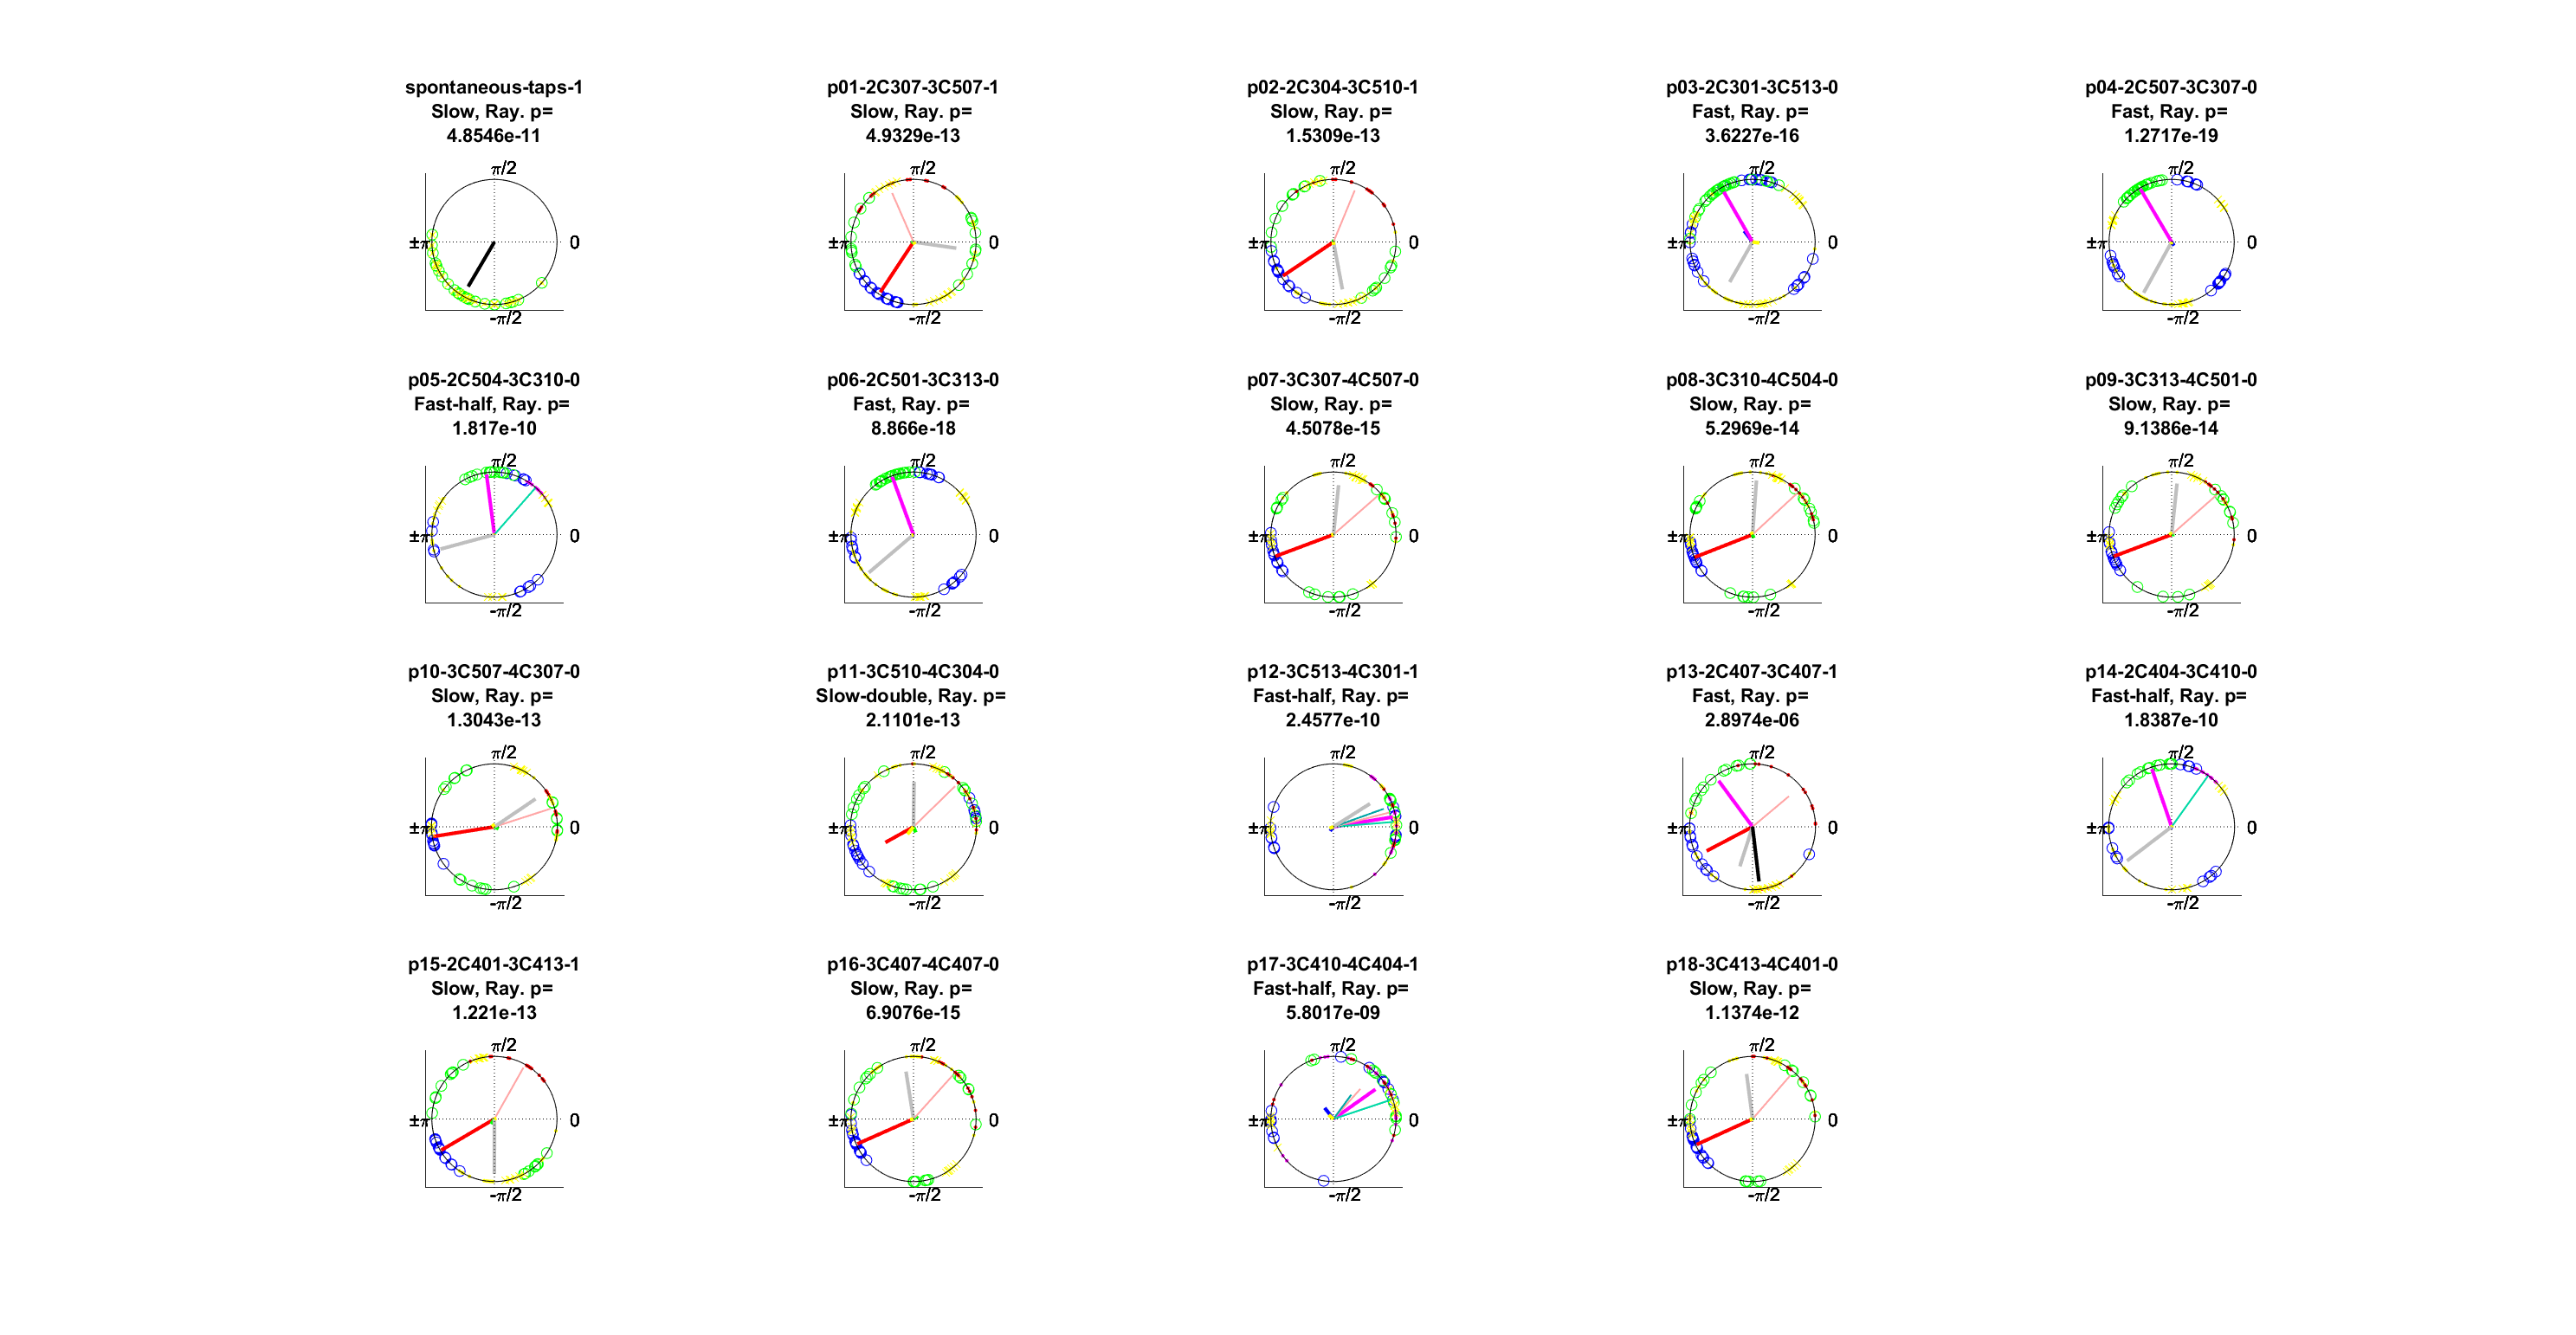 spontaneous-taps-1
Slow, Ray. p=
4.8546e-11
π/2
±π
0
-π/2
p01-2C307-3C507-1
Slow, Ray. p=
4.9329e-13
π/2
±π
0
-π/2
p02-2C304-3C510-1
Slow, Ray. p=
1.5309e-13
π/2
±π
0
-π/2
p03-2C301-3C513-0
Fast, Ray. p=
3.6227e-16
π/2
±π
0
-π/2
p04-2C507-3C307-0
Fast, Ray. p=
1.2717e-19
π/2
±π
0
-π/2
p05-2C504-3C310-0
Fast-half, Ray. p=
1.817e-10
π/2
±π
0
-π/2
p06-2C501-3C313-0
Fast, Ray. p=
8.866e-18
π/2
±π
0
-π/2
p07-3C307-4C507-0
Slow, Ray. p=
4.5078e-15
π/2
±π
0
-π/2
p08-3C310-4C504-0
Slow, Ray. p=
5.2969e-14
π/2
±π
0
-π/2
p09-3C313-4C501-0
Slow, Ray. p=
9.1386e-14
π/2
±π
0
-π/2
p10-3C507-4C307-0
Slow, Ray. p=
1.3043e-13
π/2
±π
0
-π/2
p11-3C510-4C304-0
Slow-double, Ray. p=
2.1101e-13
π/2
±π
0
-π/2
p12-3C513-4C301-1
Fast-half, Ray. p=
2.4577e-10
π/2
±π
0
-π/2
p13-2C407-3C407-1
Fast, Ray. p=
2.8974e-06
π/2
±π
0
-π/2
p14-2C404-3C410-0
Fast-half, Ray. p=
1.8387e-10
π/2
±π
0
-π/2
p15-2C401-3C413-1
Slow, Ray. p=
1.221e-13
π/2
±π
0
-π/2
p16-3C407-4C407-0
Slow, Ray. p=
6.9076e-15
π/2
±π
0
-π/2
p17-3C410-4C404-1
Fast-half, Ray. p=
5.8017e-09
π/2
±π
0
-π/2
p18-3C413-4C401-0
Slow, Ray. p=
1.1374e-12
π/2
±π
0
-π/2